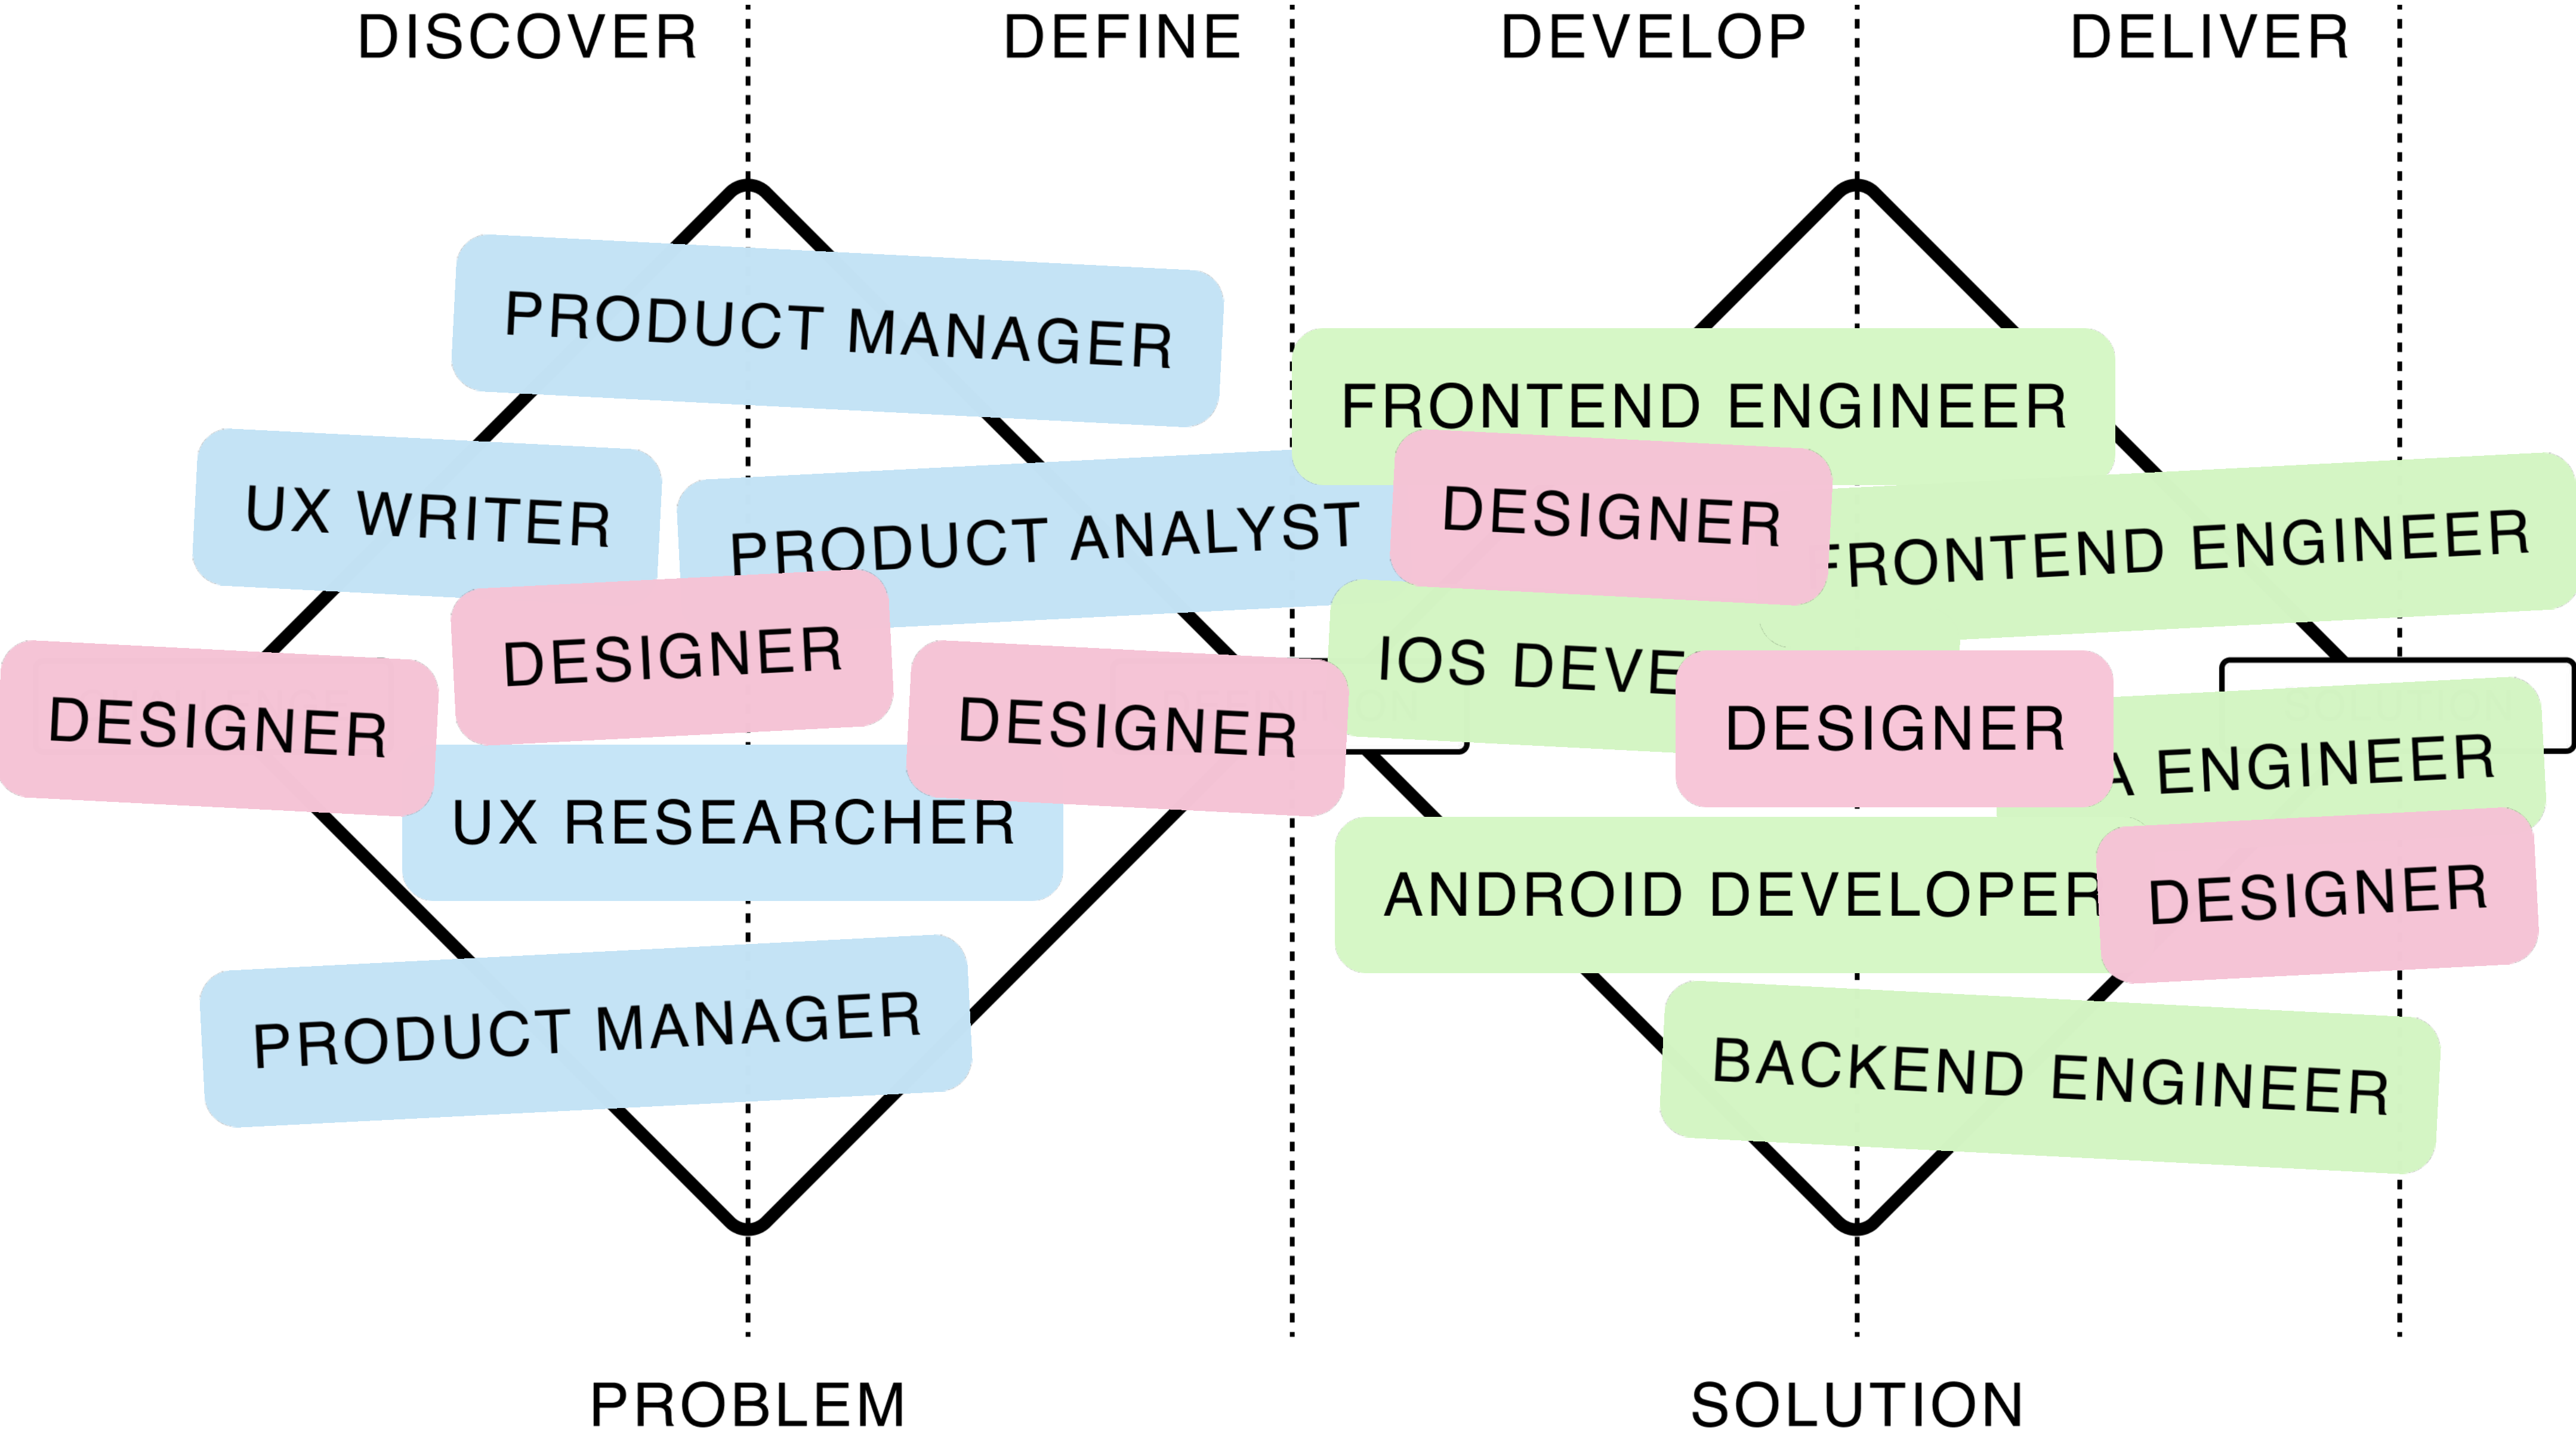 DISCOVER
DEFINE
DEVELOP
DELIVER
PRODUCT MANAGER
UX WRITER
PRODUCT ANALYST
DESIGNER
DESIGNER
DESIGNER
UX RESEARCHER
PRODUCT MANAGER
FRONTEND ENGINEER
DESIGNER
FRONTEND ENGINEER
IOS DEVE
DESIGNER
A ENGINEER
ANDROID DEVELOPER
DESIGNER
BACKEND ENGINEER
PROBLEM
SOLUTION